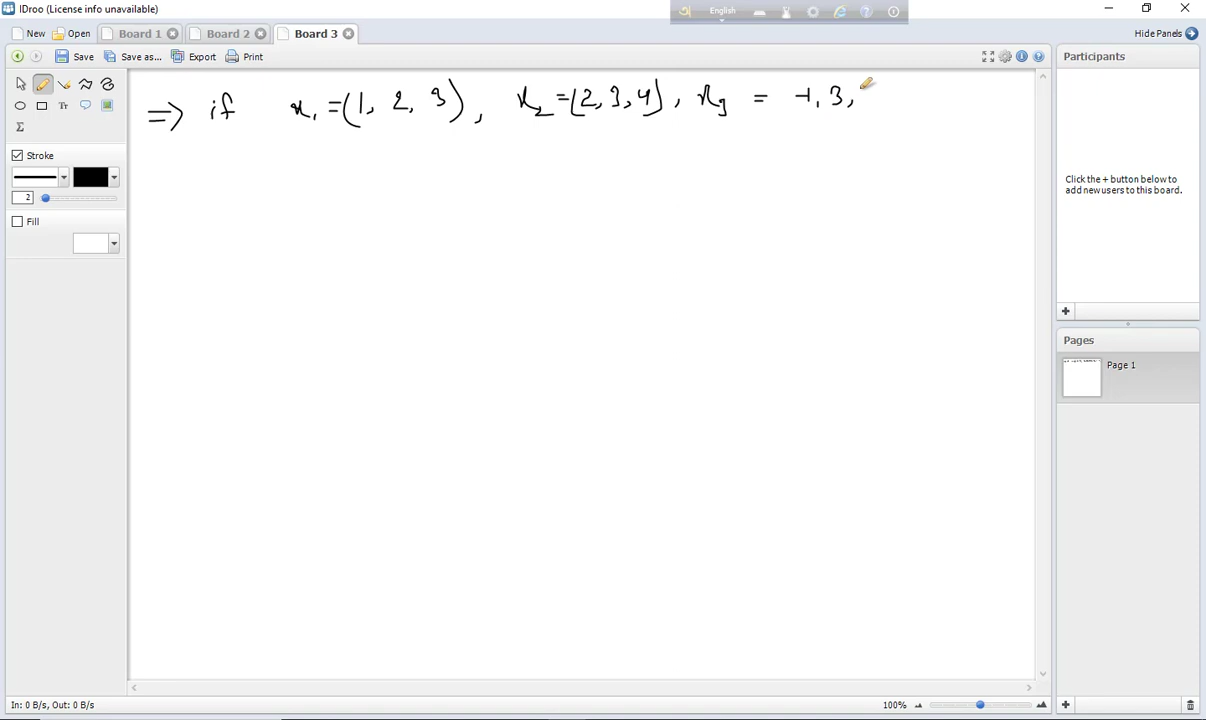 IDroo (License info unavailable)
English
New Open Board 1 Board 2 Board 3 Hide Panels
Save Save as... Export Print
Participants
Click the + button below to
add new users to this board.
Stroke
2
Fill
Tr
Σ
⇒ if x₁ =(1, 2, 3), x₂ =(2,3,4), x₃ = -1, 3,
Pages
Page 1
In: 0 B/s, Out: 0 B/s
100%